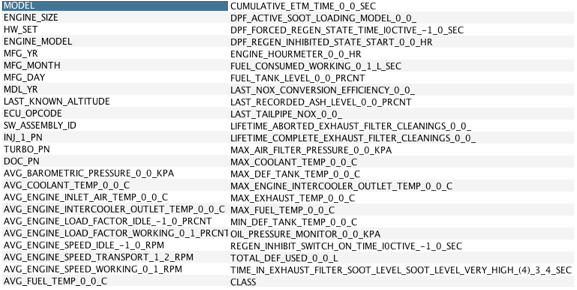 MODEL
ENGINE_SIZE
HW_SET
ENGINE_MODEL
MFG_YR
MFG_MONTH
MFG_DAY
MDL_YR
LAST_KNOWN_ALTITUDE
ECU_OPCODE
SW_ASSEMBLY_ID
INJ_1_PN
TURBO_PN
DOC_PN
AVG_BAROMETRIC_PRESSURE_0_0_KPA
AVG_COOLANT_TEMP_0_0_C
AVG_ENGINE_INLET_AIR_TEMP_0_0_C
AVG_ENGINE_INTERCOOLER_OUTLET_TEMP_0_0_C
AVG_ENGINE_LOAD_FACTOR_IDLE_-1_0_PRCNT
AVG_ENGINE_LOAD_FACTOR_WORKING_0_1_PRCNT
AVG_ENGINE_SPEED_IDLE_-1_0_RPM
AVG_ENGINE_SPEED_TRANSPORT_1_2_RPM
AVG_ENGINE_SPEED_WORKING_0_1_RPM
AVG_FUEL_TEMP_0_0_C
CUMULATIVE_ETM_TIME_0_0_SEC
DPF_ACTIVE_SOOT_LOADING_MODEL_0_0_
DPF_FORCED_REGEN_STATE_TIME_I0CTIVE_-1_0_SEC
DPF_REGEN_INHIBITED_STATE_START_0_0_HR
ENGINE_HOURMETER_0_0_HR
FUEL_CONSUMED_WORKING_0_1_L_SEC
FUEL_TANK_LEVEL_0_0_PRCNT
LAST_NOX_CONVERSION_EFFICIENCY_0_0_
LAST_RECORDED_ASH_LEVEL_0_0_PRCNT
LAST_TAILPIPE_NOX_0_0_
LIFETIME_ABORTED_EXHAUST_FILTER_CLEANINGS_0_0_
LIFETIME_COMPLETE_EXHAUST_FILTER_CLEANINGS_0_0_
MAX_AIR_FILTER_PRESSURE_0_0_KPA
MAX_COOLANT_TEMP_0_0_C
MAX_DEF_TANK_TEMP_0_0_C
MAX_ENGINE_INTERCOOLER_OUTLET_TEMP_0_0_C
MAX_EXHAUST_TEMP_0_0_C
MAX_FUEL_TEMP_0_0_C
MIN_DEF_TANK_TEMP_0_0_C
OIL_PRESSURE_MONITOR_0_0_KPA
REGEN_INHIBIT_SWITCH_ON_TIME_I0CTIVE_-1_0_SEC
TOTAL_DEF_USED_0_0_L
TIME_IN_EXHAUST_FILTER_SOOT_LEVEL_SOOT_LEVEL_VERY_HIGH_(4)_3_4_SEC
CLASS